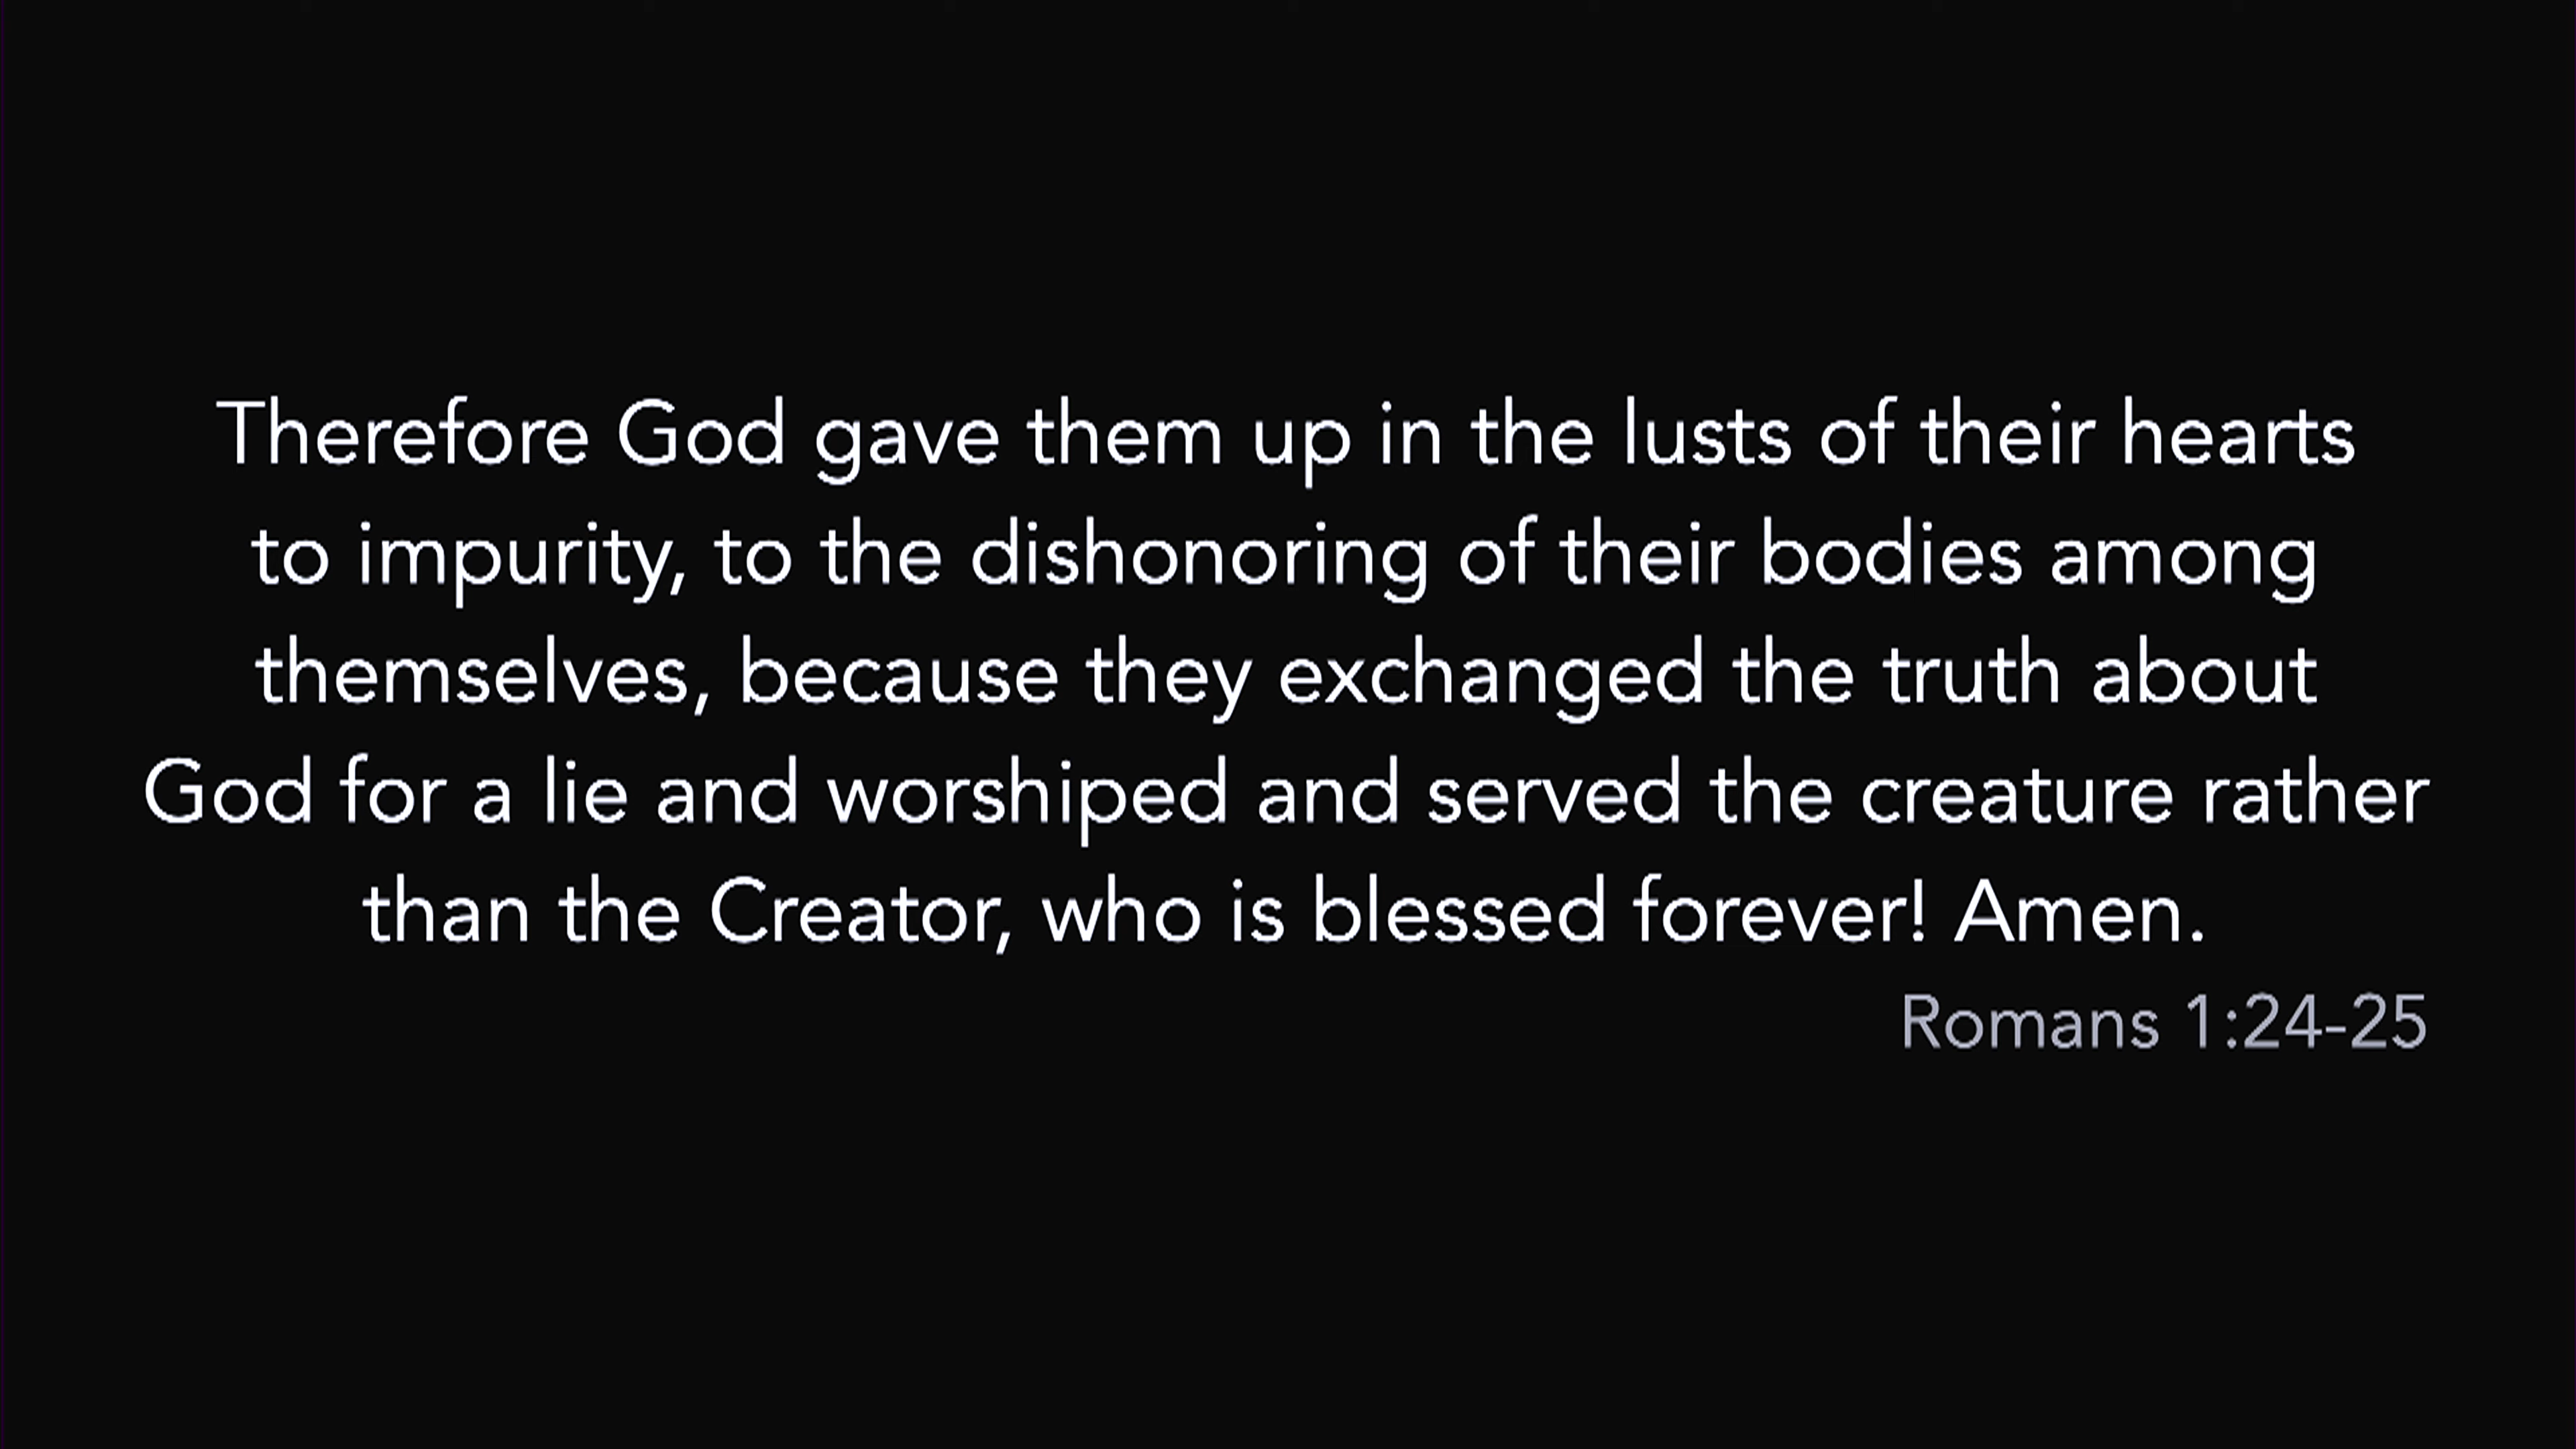 Therefore God gave them up in the lusts of their hearts
to impurity, to the dishonoring of their bodies among
themselves, because they exchanged the truth about
God for a lie and worshiped and served the creature rather
than the Creator, who is blessed forever! Amen.
Romans 1:24-25